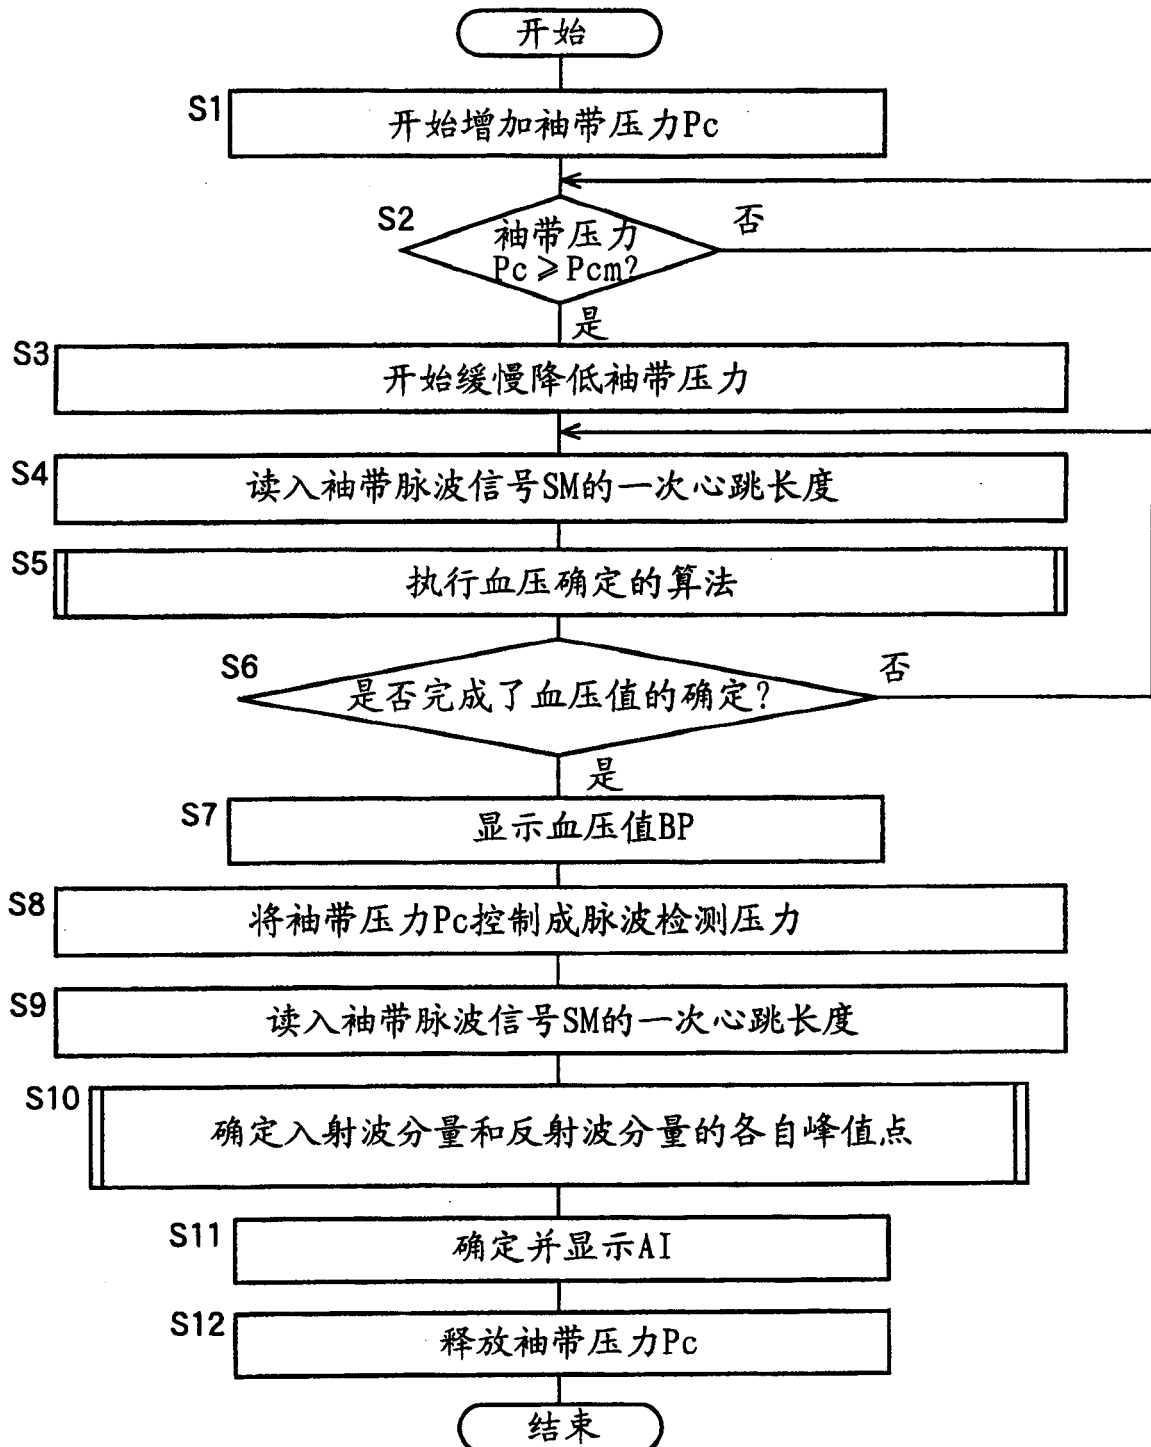 开始
S1
开始增加袖带压力Pc
S2
袖带压力
Pc≥Pcm?
否
是
S3
开始缓慢降低袖带压力
S4
读入袖带脉波信号SM的一次心跳长度
S5
执行血压确定的算法
S6
是否完成了血压值的确定?
否
是
S7
显示血压值BP
S8
将袖带压力Pc控制成脉波检测压力
S9
读入袖带脉波信号SM的一次心跳长度
S10
确定入射波分量和反射波分量的各自峰值点
S11
确定并显示AI
S12
释放袖带压力Pc
结束